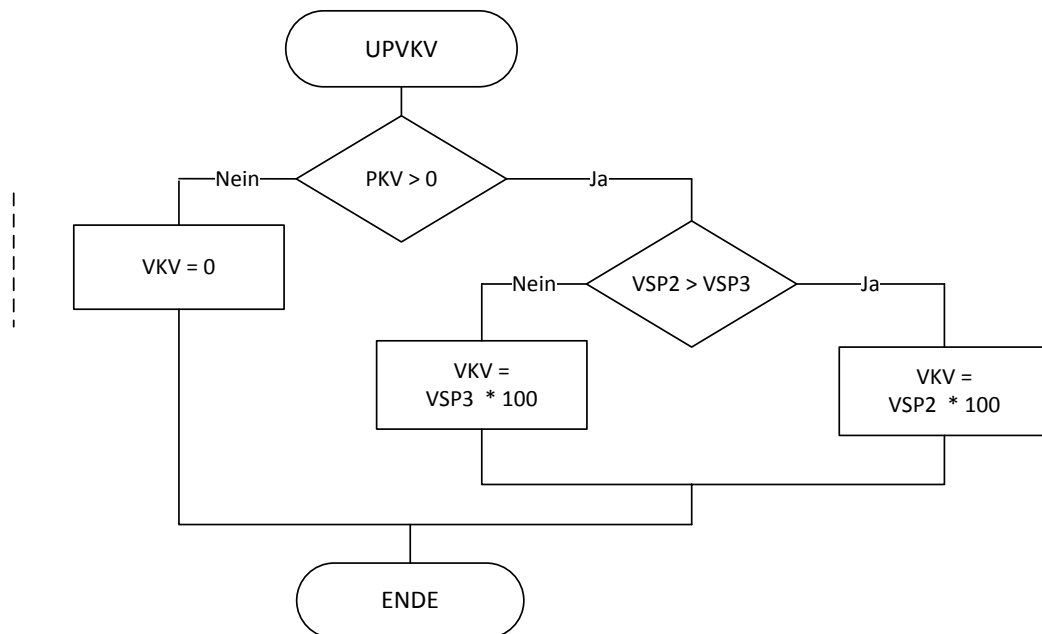 UPVKV
PKV > 0
Nein
Ja
VKV = 0
VSP2 > VSP3
Nein
Ja
VKV =
VSP3 * 100
VKV =
VSP2 * 100
ENDE